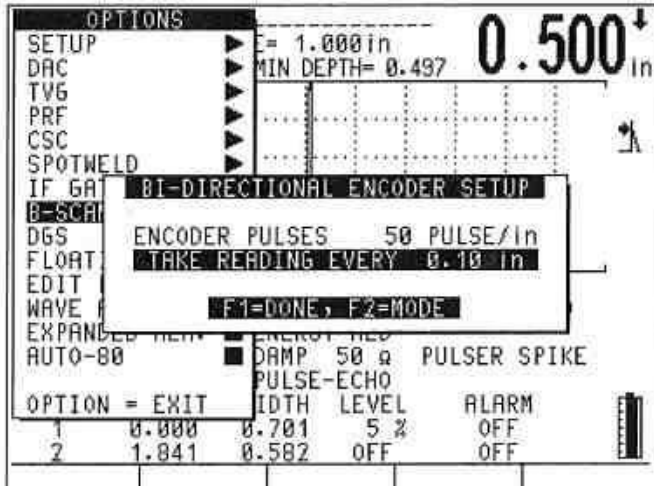 OPTIONS
SETUP
DAC
TVG
PRF
CSC
SPOTWELD
IF GAT
B-SCAN
DGS
FLOATI
EDIT
WAVE
EXPANDED
AUTO-80
OPTION = EXIT
E= 1.000in
MIN DEPTH= 0.497
0.500 in
BI-DIRECTIONAL ENCODER SETUP
ENCODER PULSES 50 PULSE/in
TAKE READING EVERY 0.10 in
F1=DONE, F2=MODE
DAMP 50 Ω PULSER SPIKE
PULSE-ECHO
IDTH LEVEL ALARM
1 0.000 0.701 5 % OFF
2 1.841 0.582 OFF OFF